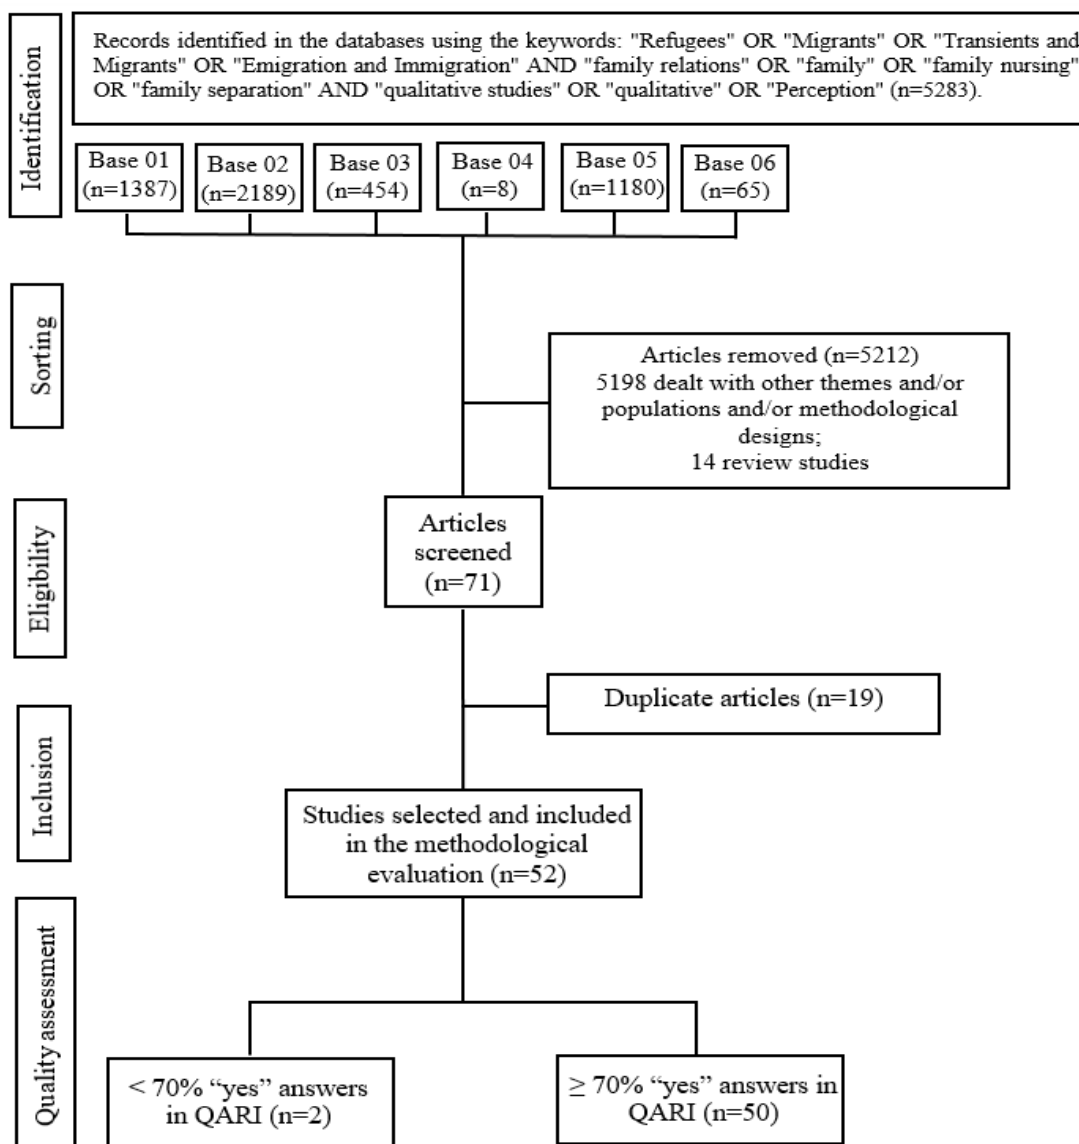 Identification
Records identified in the databases using the keywords: "Refugees" OR "Migrants" OR "Transients and
Migrants" OR "Emigration and Immigration" AND "family relations" OR "family" OR "family nursing"
OR "family separation" AND "qualitative studies" OR "qualitative" OR "Perception" (n=5283).
Base 01
(n=1387)
Base 02
(n=2189)
Base 03
(n=454)
Base 04
(n=8)
Base 05
(n=1180)
Base 06
(n=65)
Sorting
Articles removed (n=5212)
5198 dealt with other themes and/or
populations and/or methodological
designs;
14 review studies
Eligibility
Articles
screened
(n=71)
Duplicate articles (n=19)
Inclusion
Studies selected and included
in the methodological
evaluation (n=52)
Quality assessment
< 70% “yes” answers
in QARI (n=2)
≥ 70% “yes” answers in
QARI (n=50)